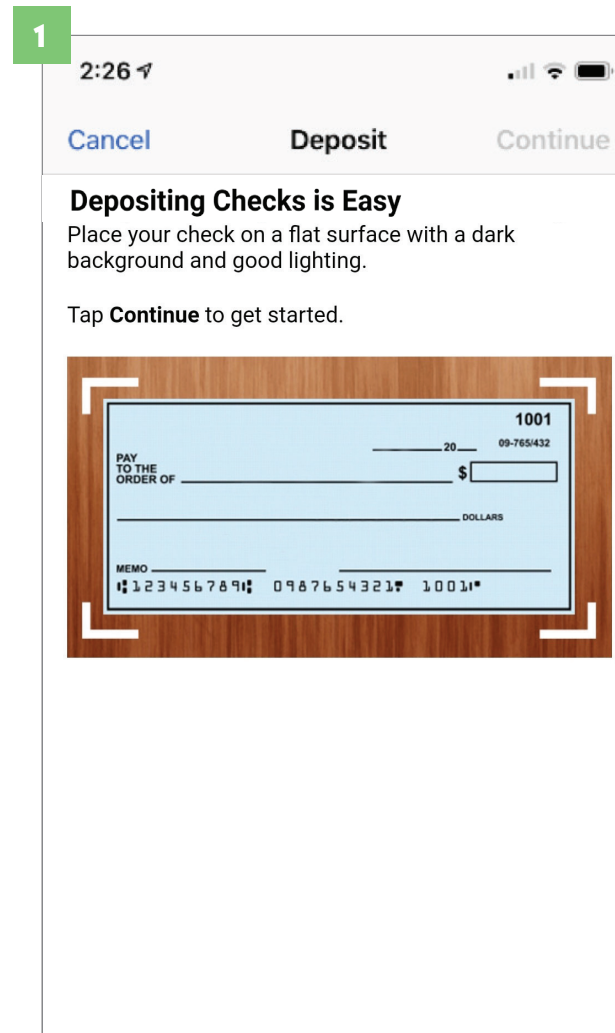 1
2:26
Cancel Deposit Continue
Depositing Checks is Easy
Place your check on a flat surface with a dark
background and good lighting.
Tap Continue to get started.
1001
20 09-765/432
PAY
TO THE
ORDER OF $
DOLLARS
MEMO
⑆123456789⑆ 0987654321⑈ 1001⑈